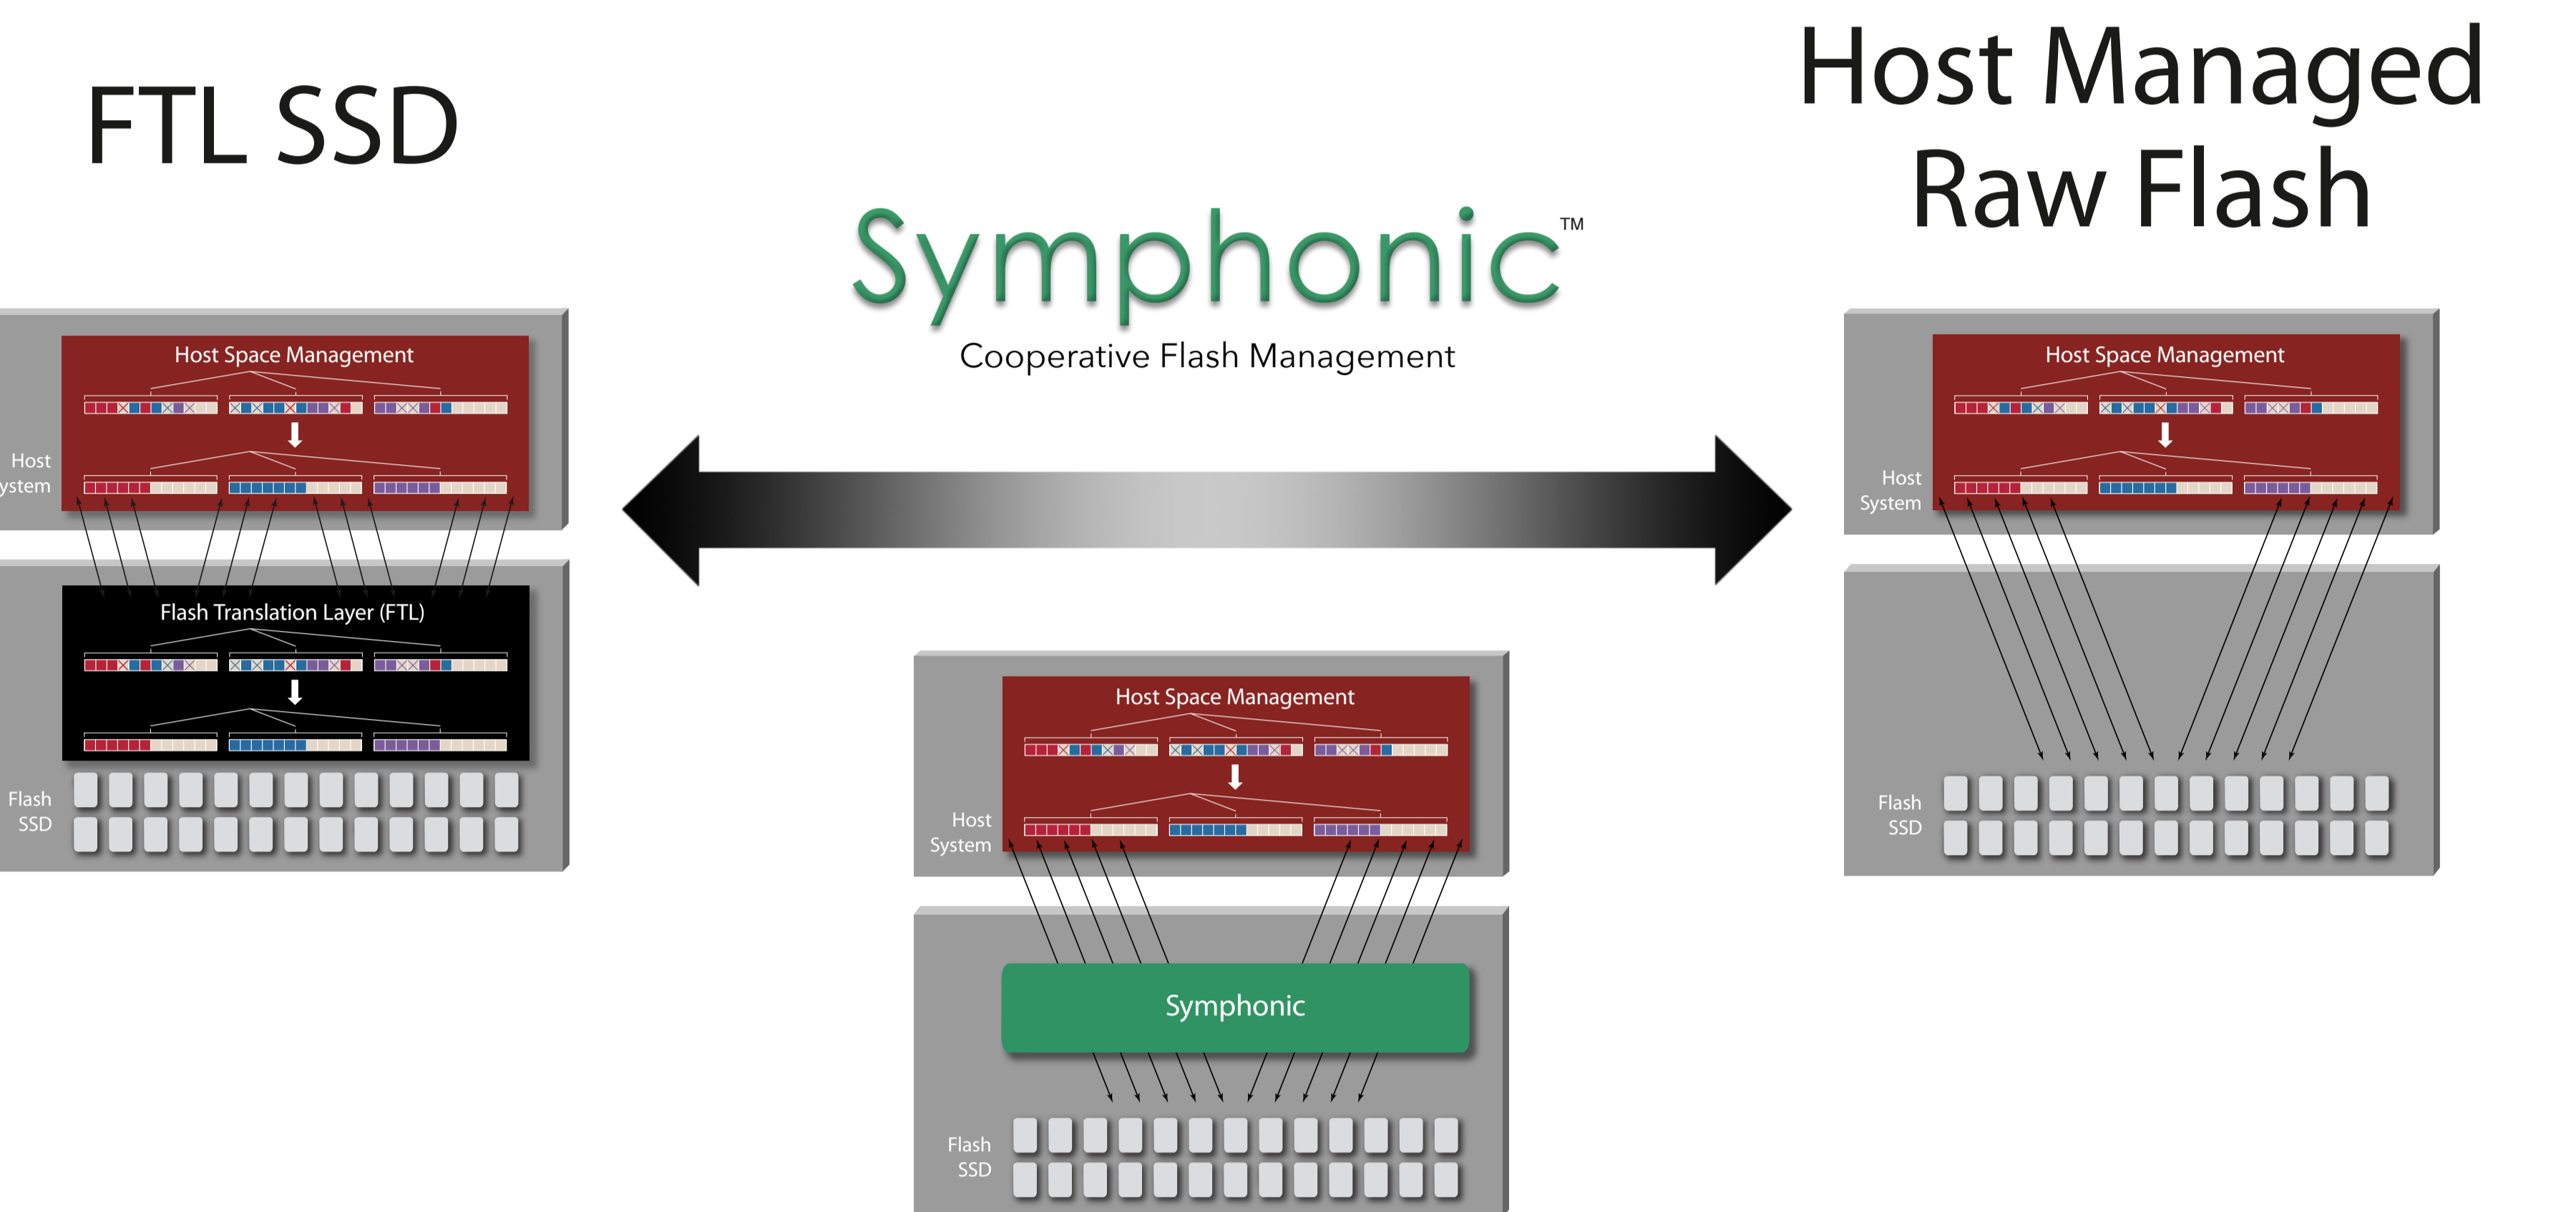 FTL SSD
Host Managed
Raw Flash
Symphonic™
Cooperative Flash Management
Host Space Management
Host
ystem
Flash Translation Layer (FTL)
Flash
SSD
Host Space Management
Host
System
Symphonic
Flash
SSD
Host Space Management
Host
System
Flash
SSD